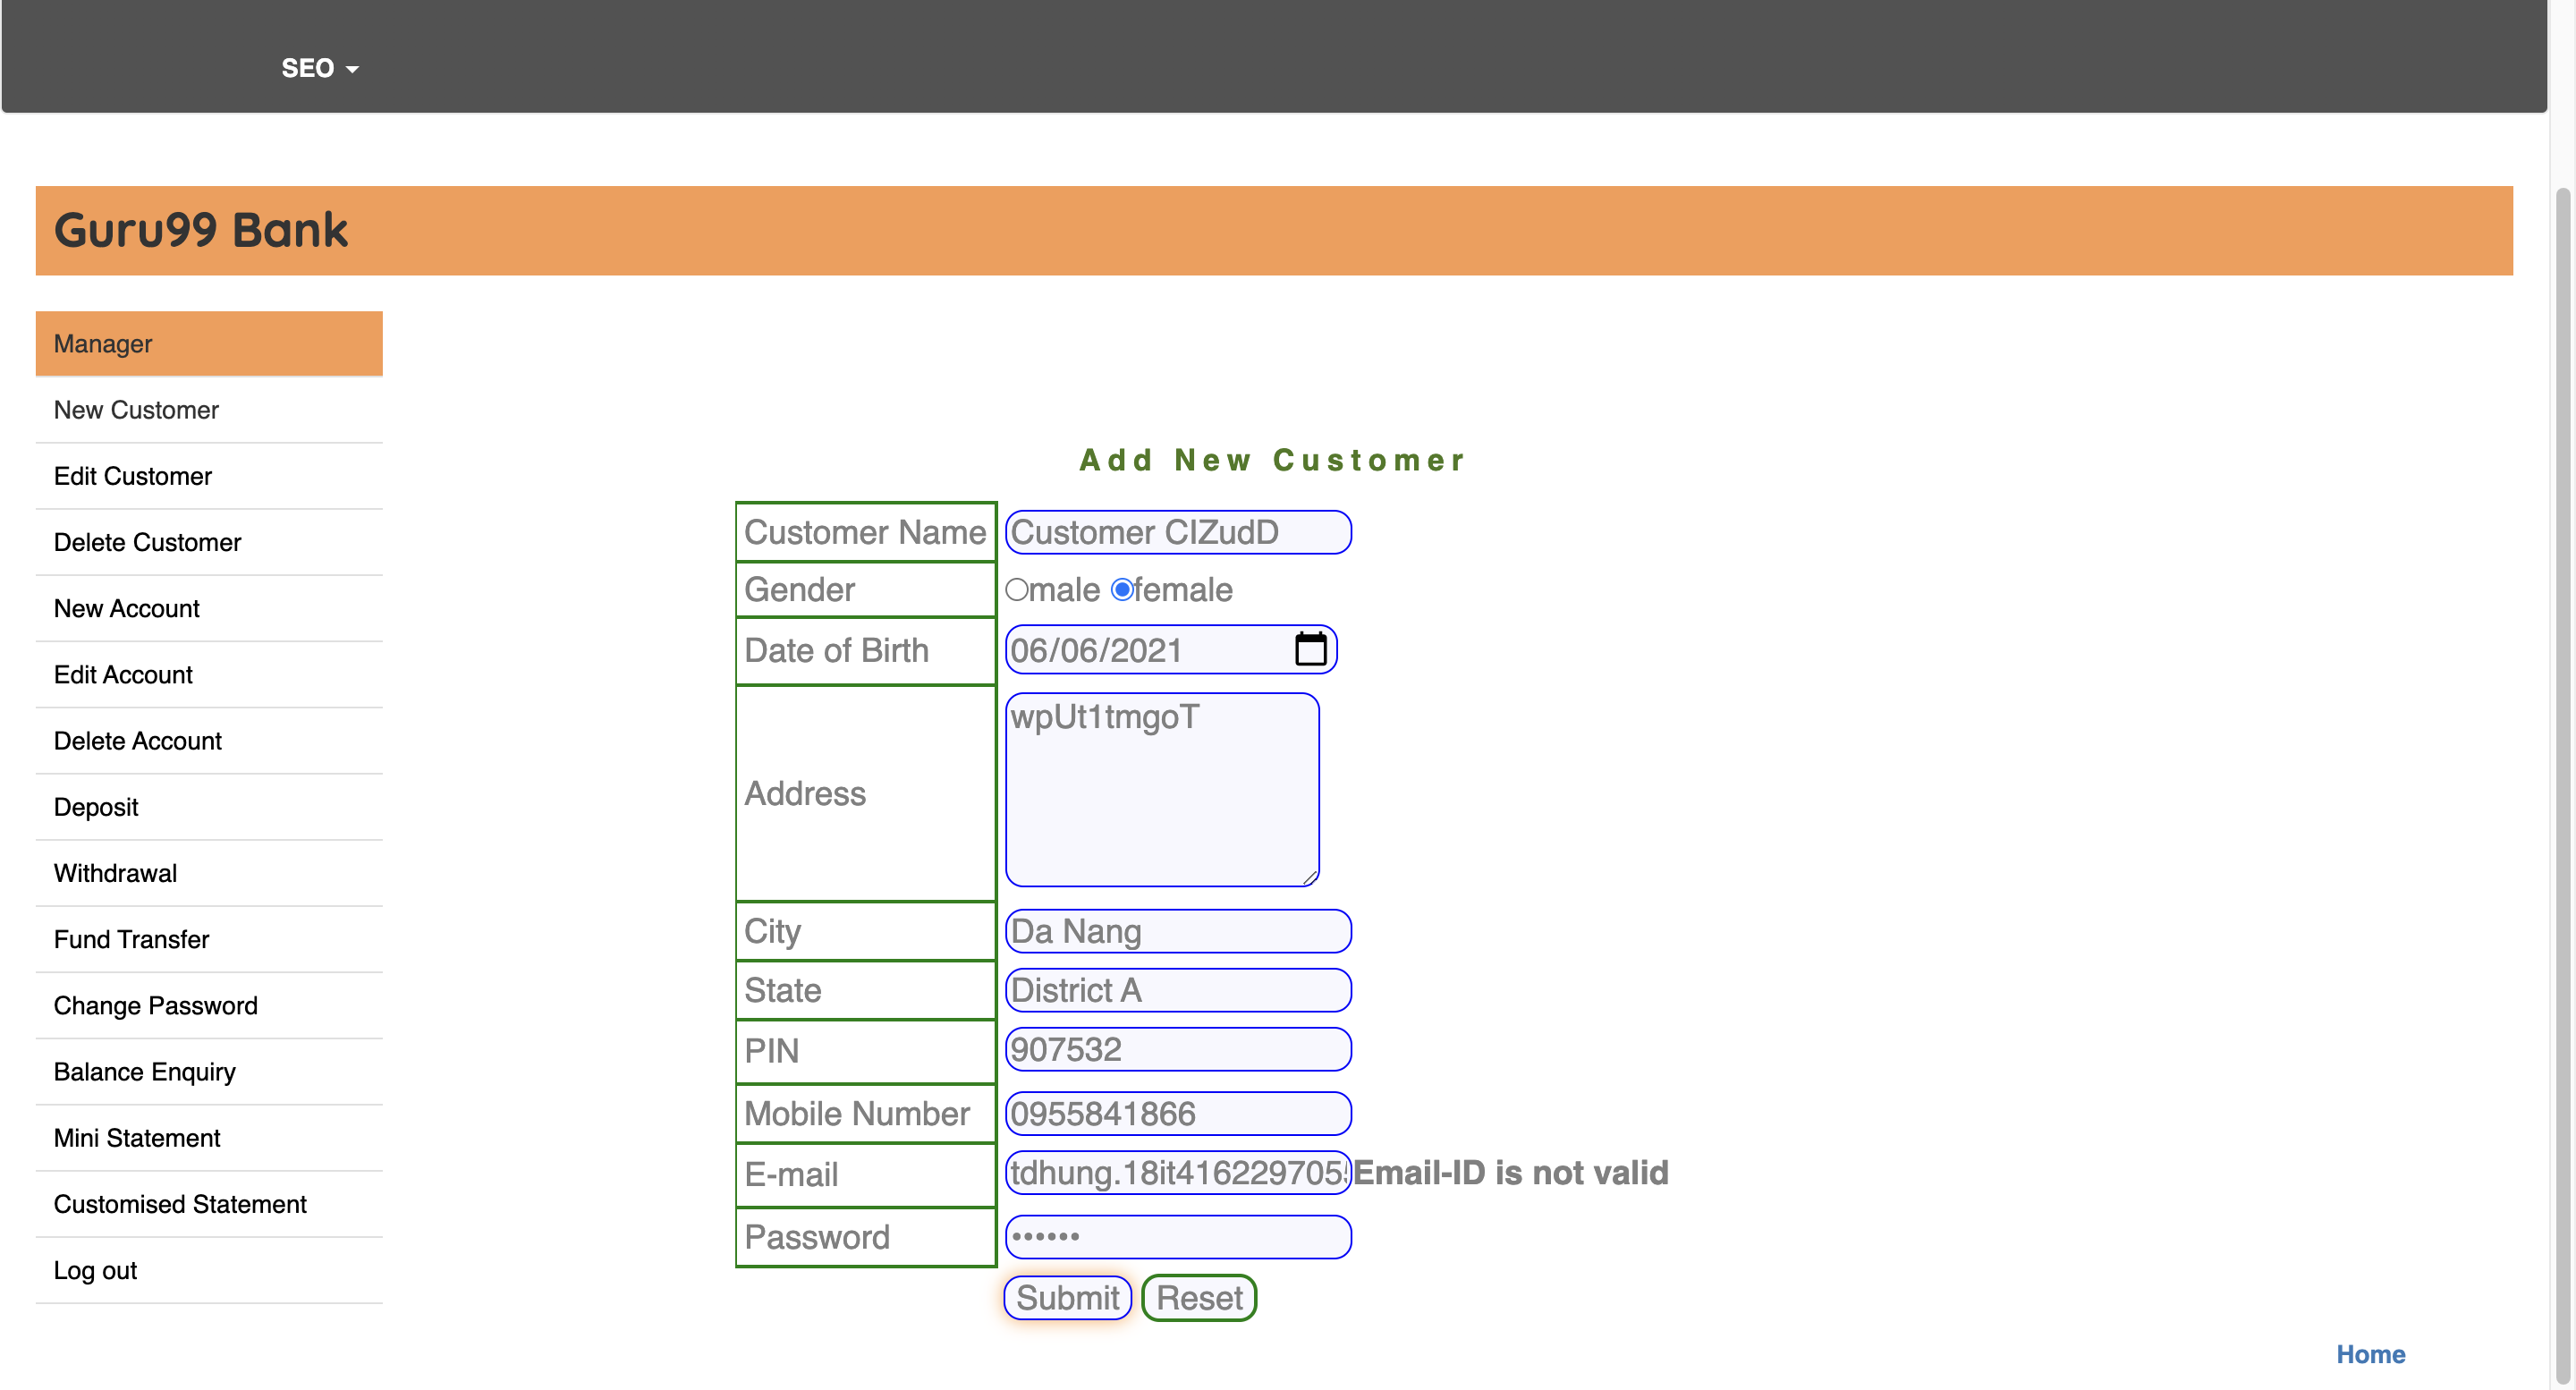 SEO
Guru99 Bank
Manager
New Customer
Edit Customer
Delete Customer
New Account
Edit Account
Delete Account
Deposit
Withdrawal
Fund Transfer
Change Password
Balance Enquiry
Mini Statement
Customised Statement
Log out
Add New Customer
Customer Name Customer CIZudD
Gender male female
Date of Birth 06/06/2021
Address wpUt1tmgoT
City Da Nang
State District A
PIN 907532
Mobile Number 0955841866
E-mail tdhung.18it416229705 Email-ID is not valid
Password ••••••
Submit Reset
Home